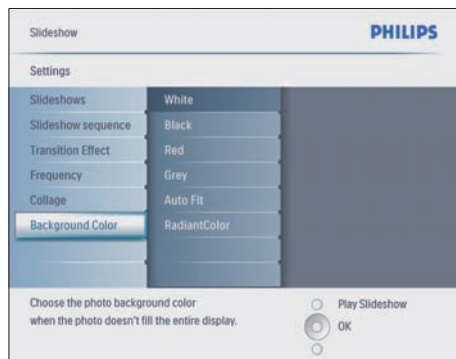 Slideshow
PHILIPS
Settings
Slideshows
White
Slideshow sequence
Black
Transition Effect
Red
Frequency
Grey
Collage
Auto Fit
Background Color
RadiantColor
Choose the photo background color
when the photo doesn't fill the entire display.
Play Slideshow
OK